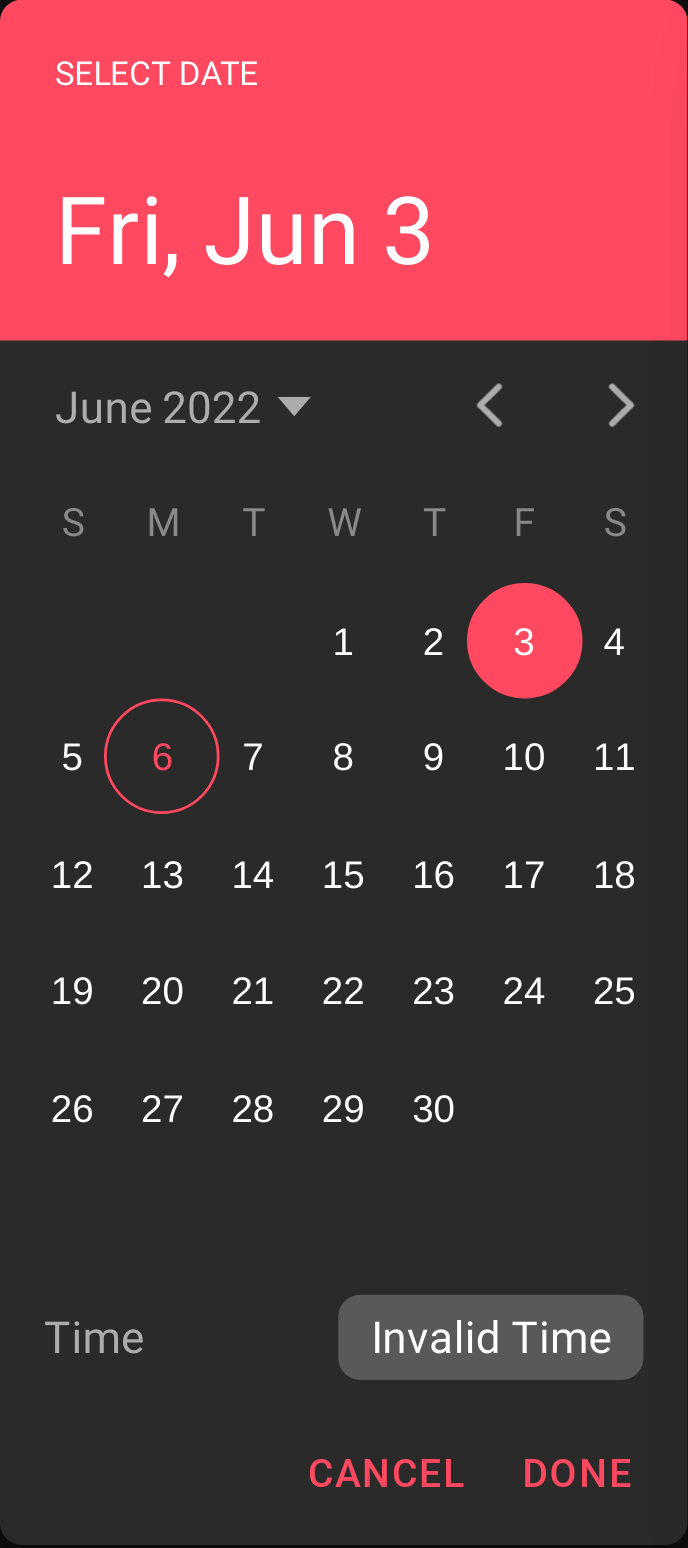 SELECT DATE
Fri, Jun 3
June 2022
S M T W T F S
1 2 3 4
5 6 7 8 9 10 11
12 13 14 15 16 17 18
19 20 21 22 23 24 25
26 27 28 29 30
Time Invalid Time
CANCEL DONE